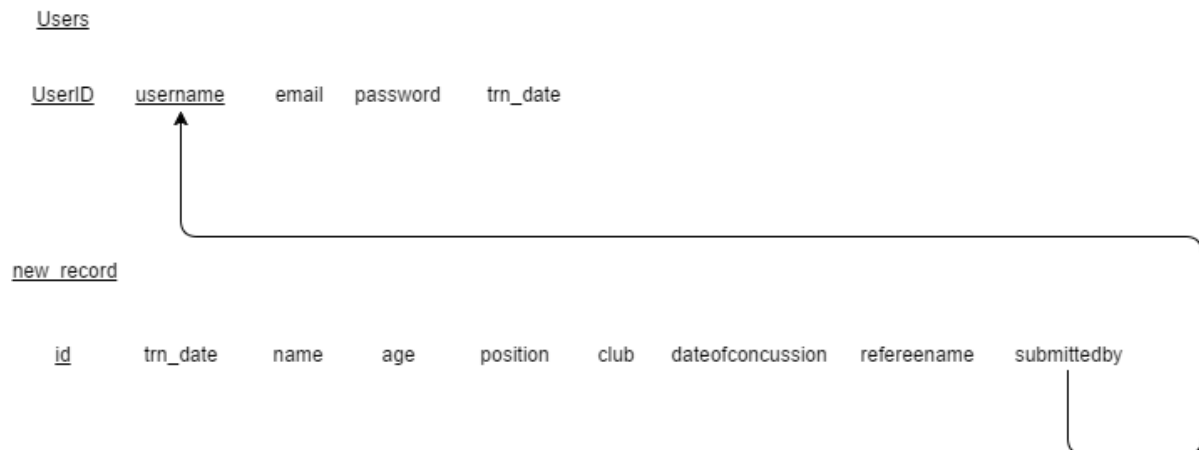 Users
UserID username email password trn_date
new_record
id trn_date name age position club dateofconcussion refereename submittedby